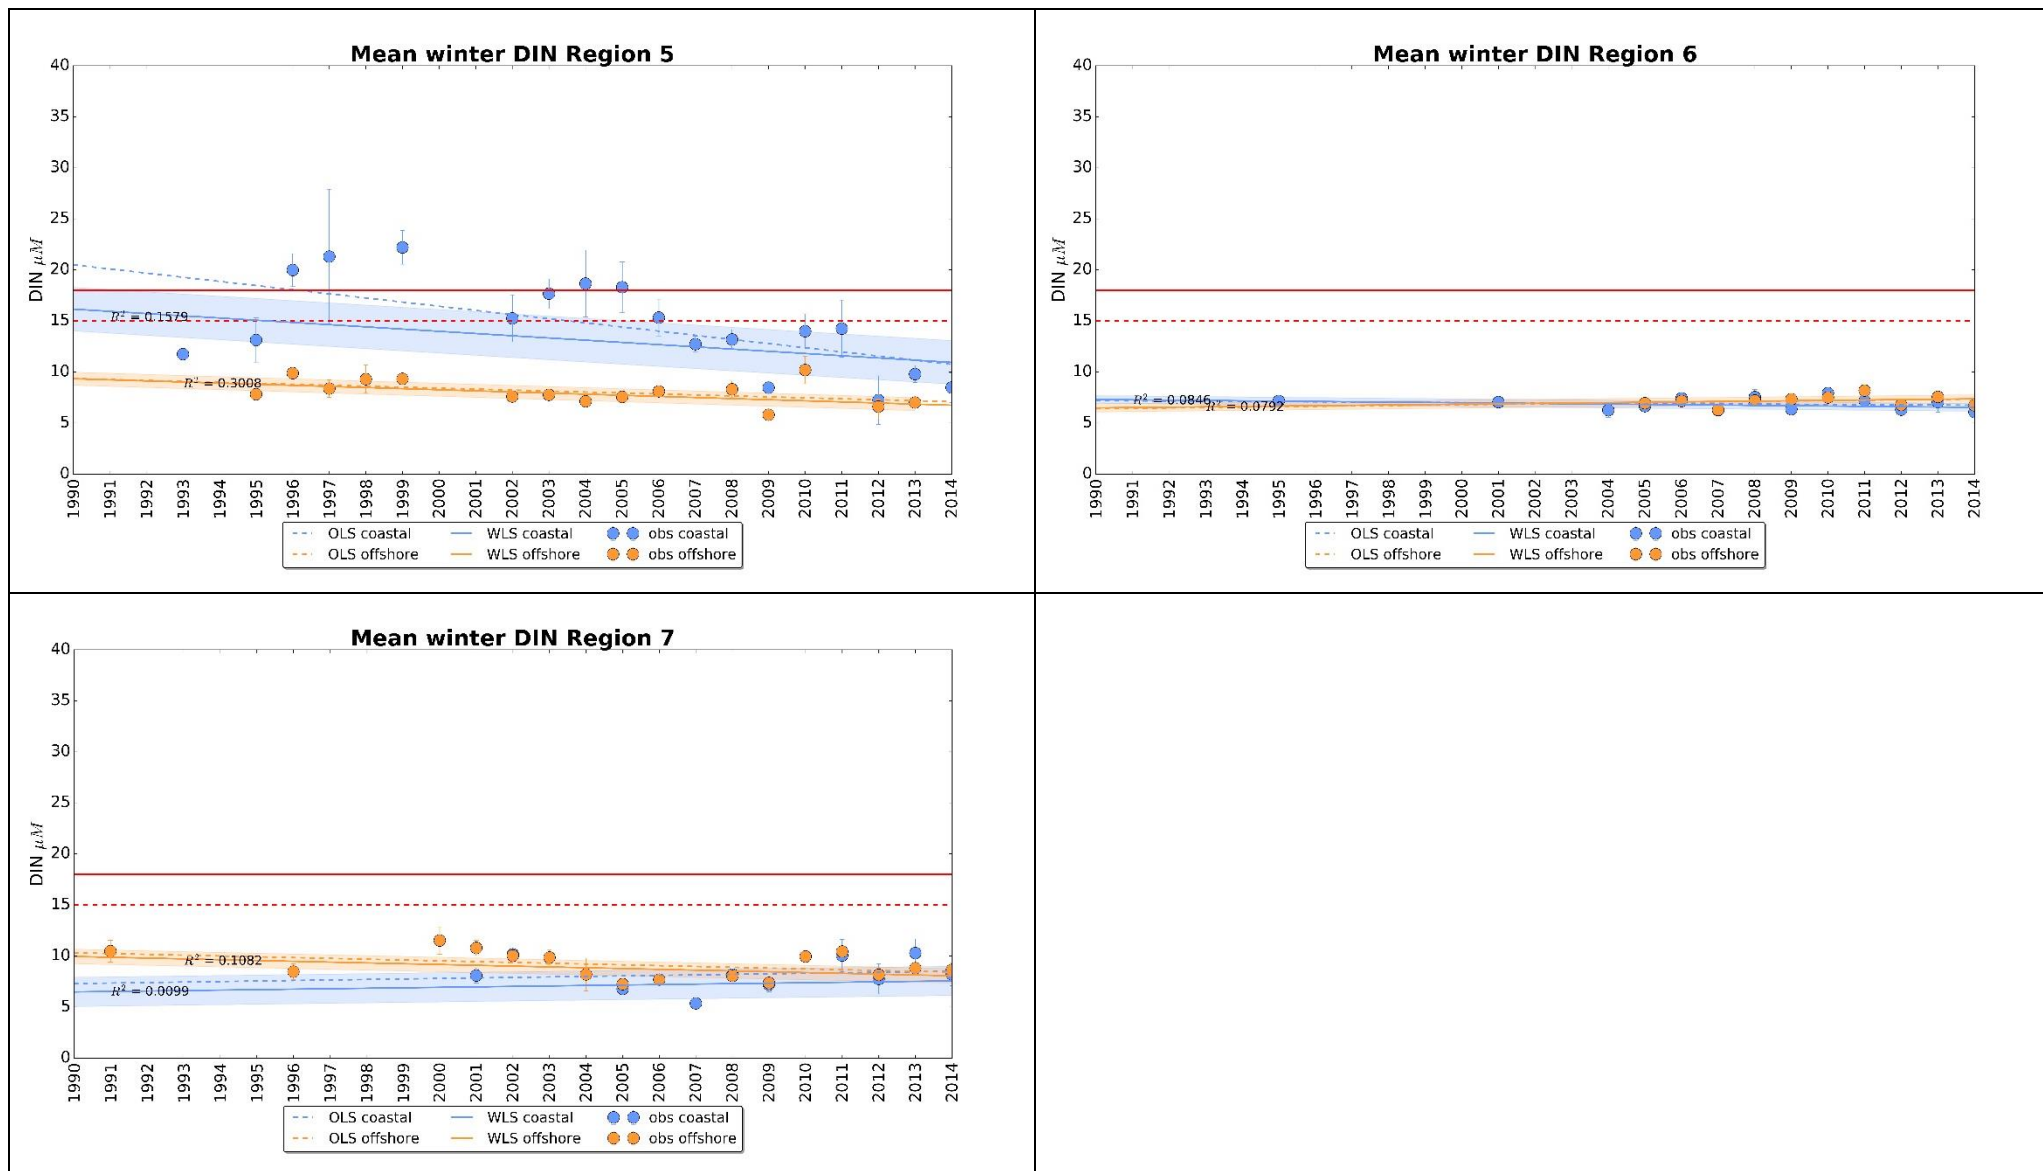 Mean winter DIN Region 5
40
35
30
25
20
15
10
5
0
DIN μM
R² = 0.1579
R² = 0.3008
1990 1991 1992 1993 1994 1995 1996 1997 1998 1999 2000 2001 2002 2003 2004 2005 2006 2007 2008 2009 2010 2011 2012 2013 2014
OLS coastal WLS coastal obs coastal
OLS offshore WLS offshore obs offshore
Mean winter DIN Region 6
40
35
30
25
20
15
10
5
0
DIN μM
R² = 0.0846
R² = 0.0792
1990 1991 1992 1993 1994 1995 1996 1997 1998 1999 2000 2001 2002 2003 2004 2005 2006 2007 2008 2009 2010 2011 2012 2013 2014
OLS coastal WLS coastal obs coastal
OLS offshore WLS offshore obs offshore
Mean winter DIN Region 7
40
35
30
25
20
15
10
5
0
DIN μM
R² = 0.1082
R² = 0.0099
1990 1991 1992 1993 1994 1995 1996 1997 1998 1999 2000 2001 2002 2003 2004 2005 2006 2007 2008 2009 2010 2011 2012 2013 2014
OLS coastal WLS coastal obs coastal
OLS offshore WLS offshore obs offshore